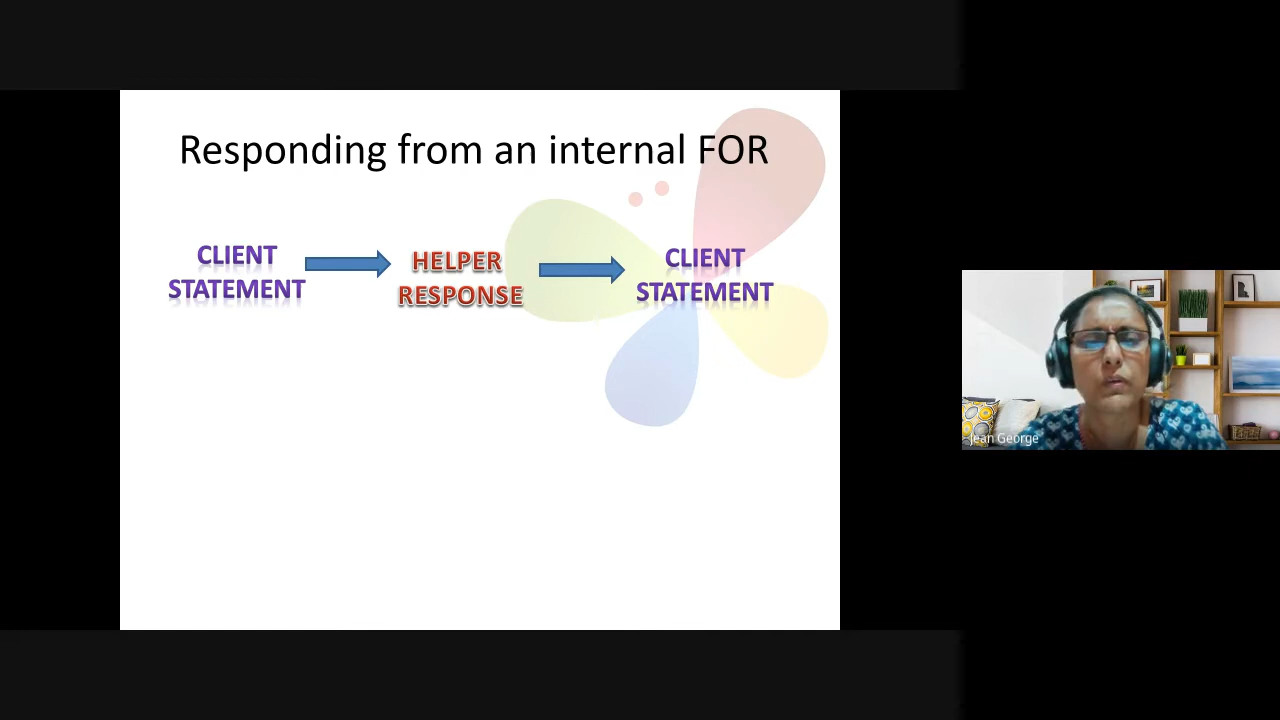 Responding from an internal FOR
CLIENT
STATEMENT
HELPER
RESPONSE
CLIENT
STATEMENT
Jean George